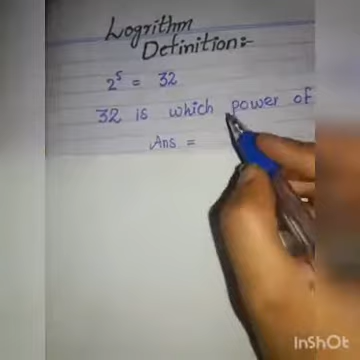 Logrithm
Definition:-
2⁵ = 32
32 is which power of
Ans =
InShOt